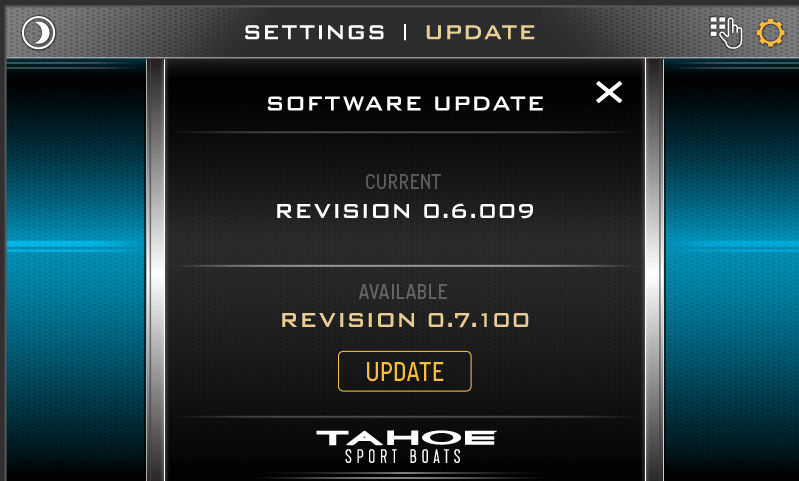 SETTINGS | UPDATE
SOFTWARE UPDATE
CURRENT
REVISION 0.6.009
AVAILABLE
REVISION 0.7.100
UPDATE
TAHOE
SPORT BOATS